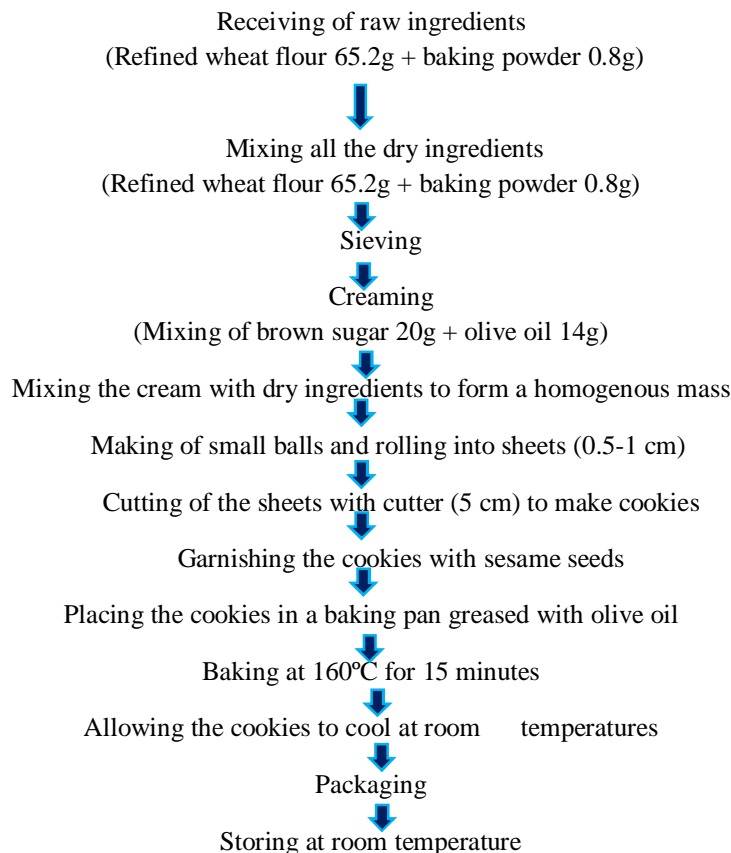 Receiving of raw ingredients
(Refined wheat flour 65.2g + baking powder 0.8g)
Mixing all the dry ingredients
(Refined wheat flour 65.2g + baking powder 0.8g)
Sieving
Creaming
(Mixing of brown sugar 20g + olive oil 14g)
Mixing the cream with dry ingredients to form a homogenous mass
Making of small balls and rolling into sheets (0.5-1 cm)
Cutting of the sheets with cutter (5 cm) to make cookies
Garnishing the cookies with sesame seeds
Placing the cookies in a baking pan greased with olive oil
Baking at 160ºC for 15 minutes
Allowing the cookies to cool at room temperatures
Packaging
Storing at room temperature